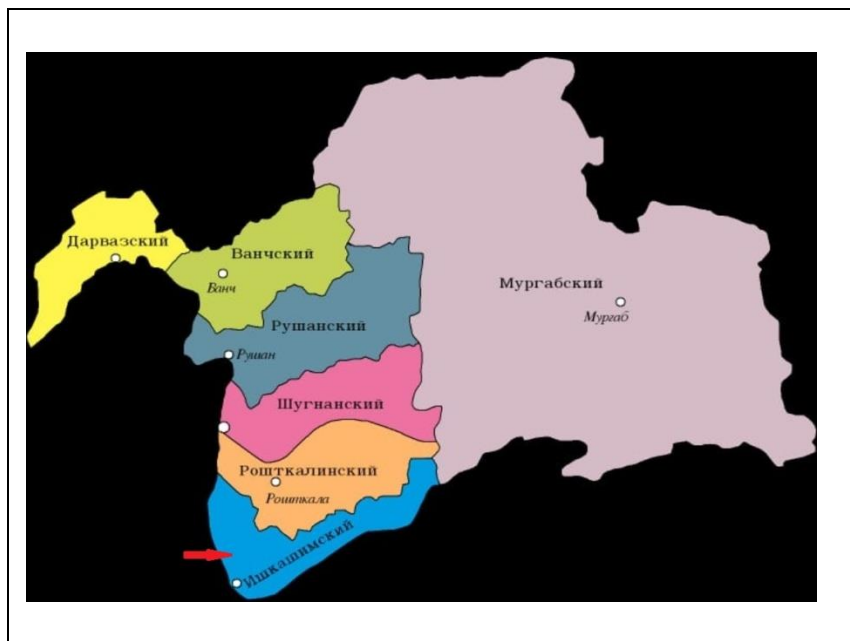 Дарвазский
Ванчский
Ванч
Рушанский
Рушан
Мургабский
Мургаб
Шугнанский
Рошткалинский
Рошткала
Ишкашимский